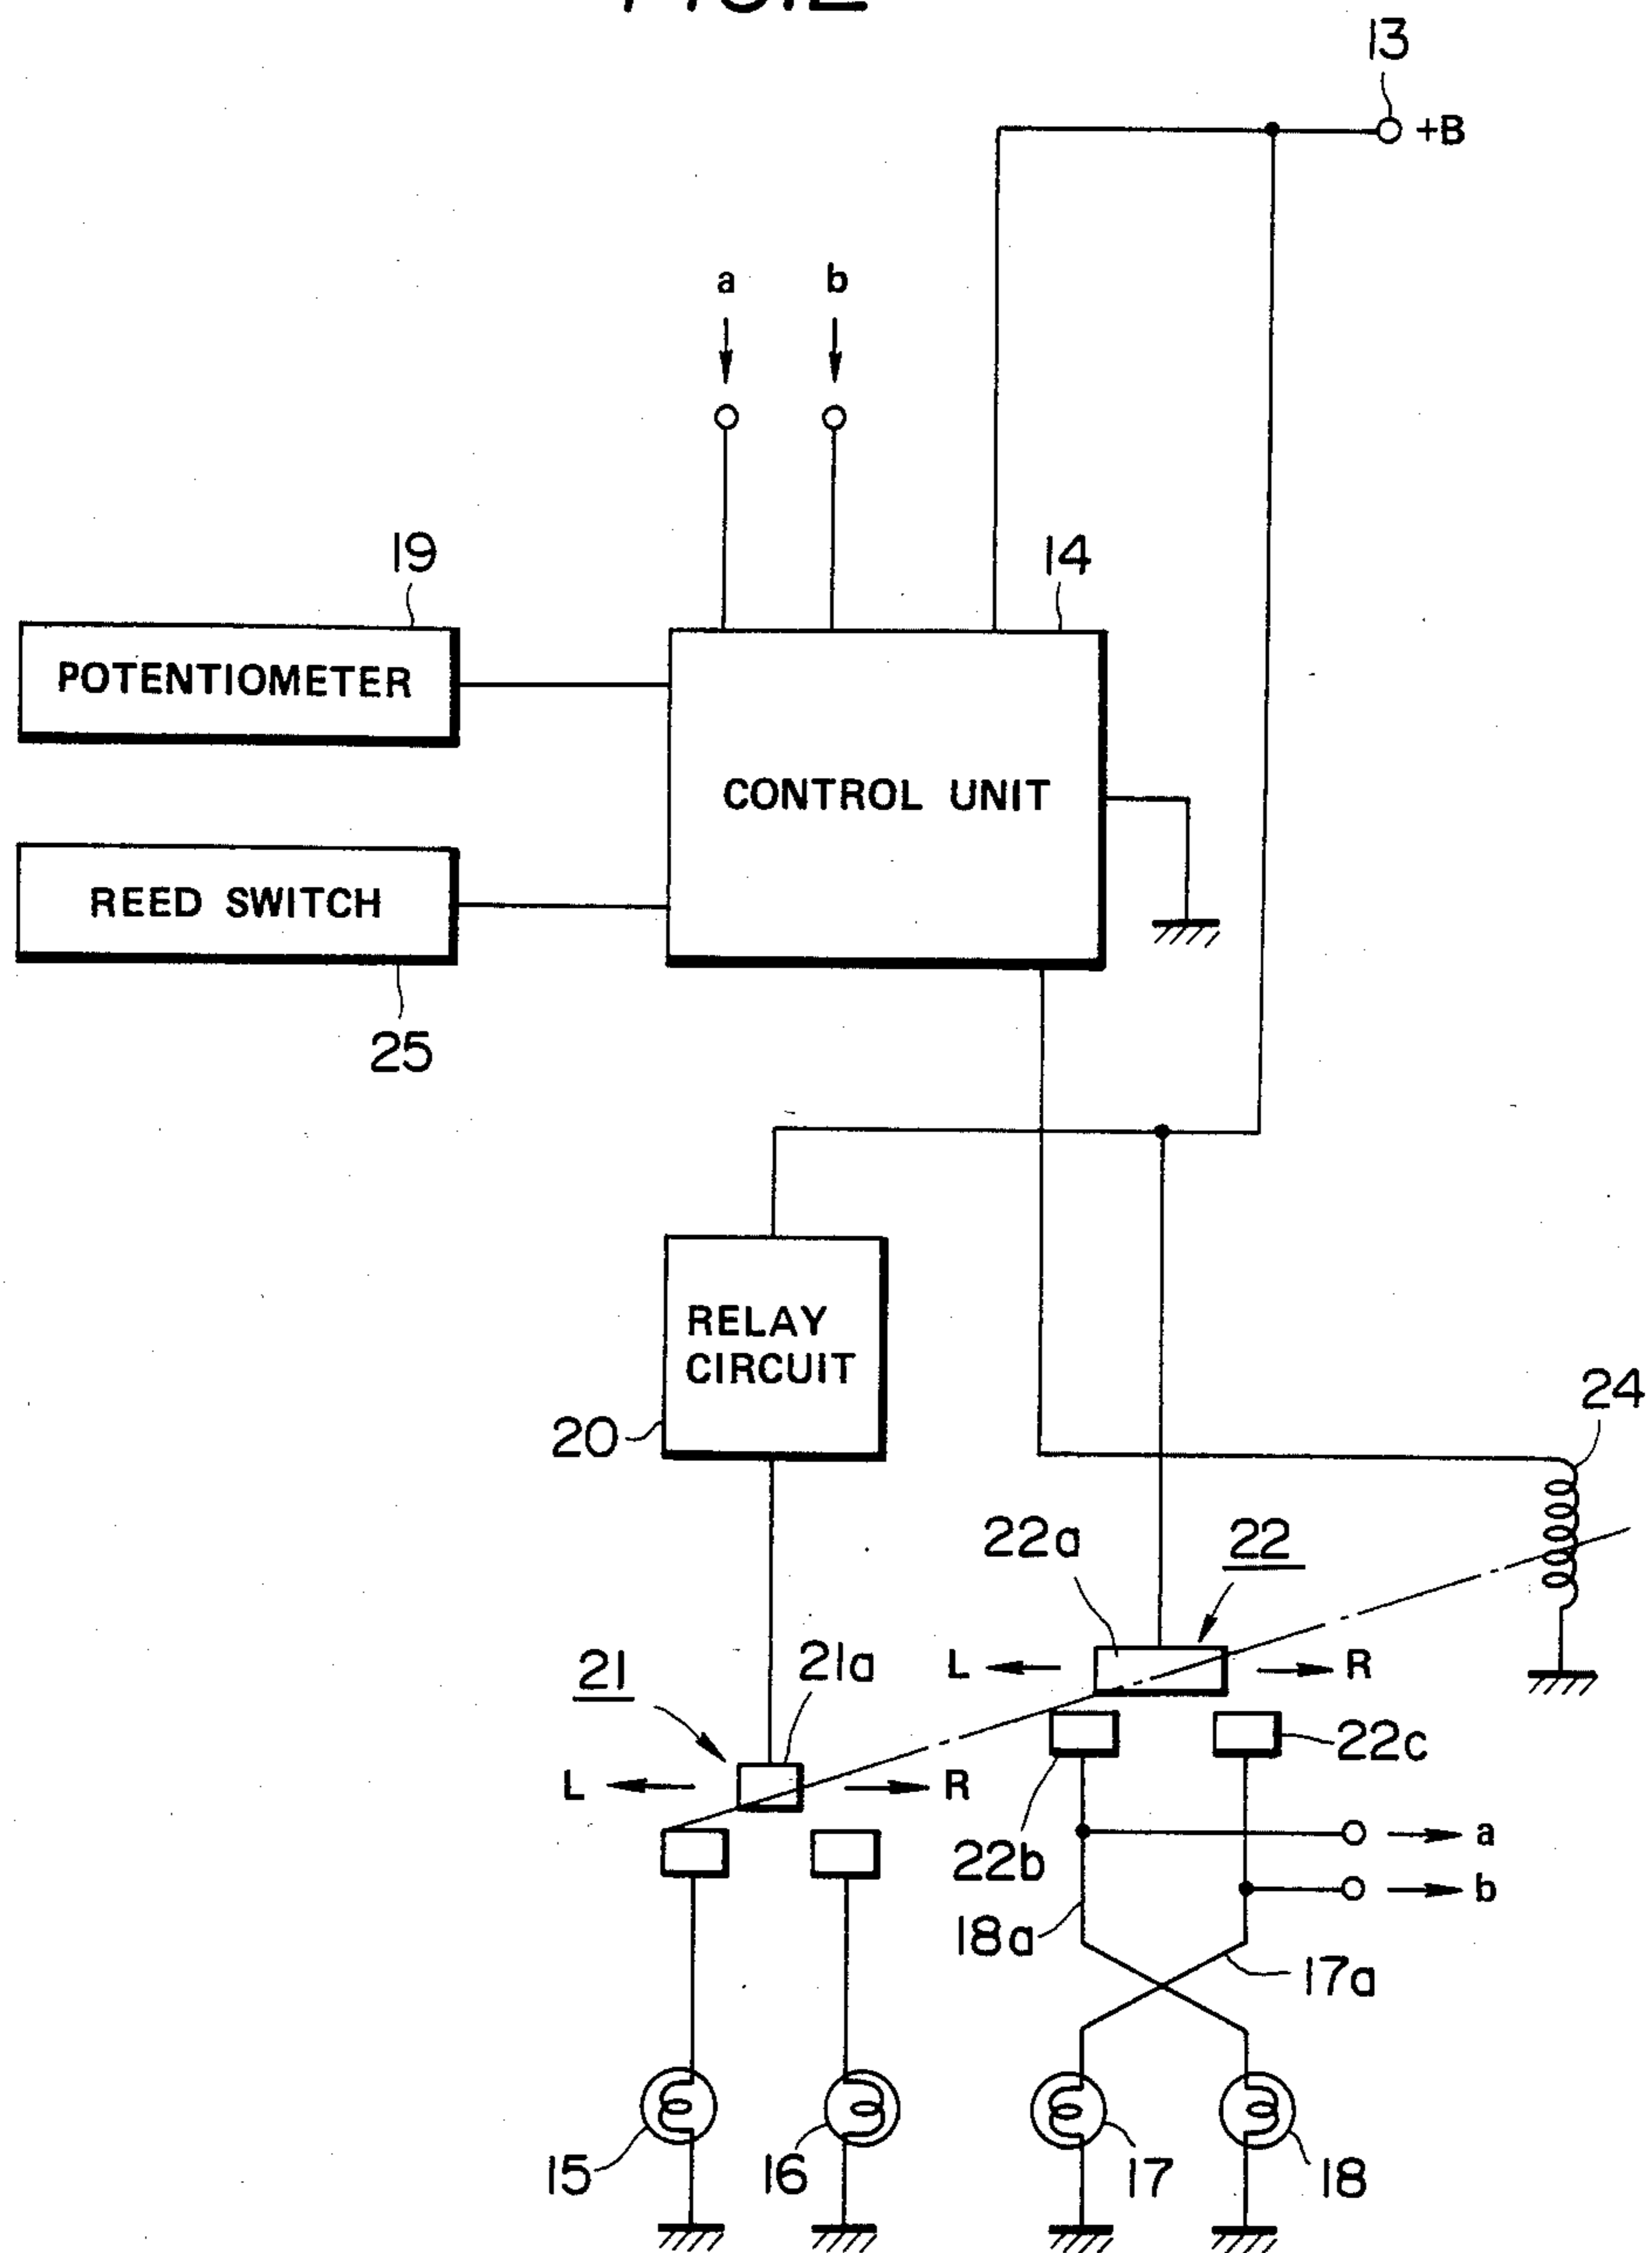 13
+B
a b
19
14
POTENTIOMETER
CONTROL UNIT
REED SWITCH
25
RELAY
CIRCUIT
20
24
22a
22
21
21a
L R
22c
L R
22b
a
b
18a
17a
15
16
17
18